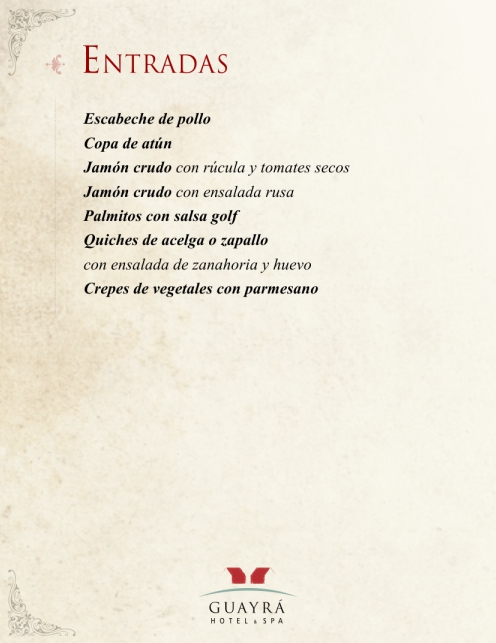 ENTRADAS
Escabeche de pollo
Copa de atún
Jamón crudo con rúcula y tomates secos
Jamón crudo con ensalada rusa
Palmitos con salsa golf
Quiches de acelga o zapallo
con ensalada de zanahoria y huevo
Crepes de vegetales con parmesano
GUAYRÁ
HOTEL & SPA